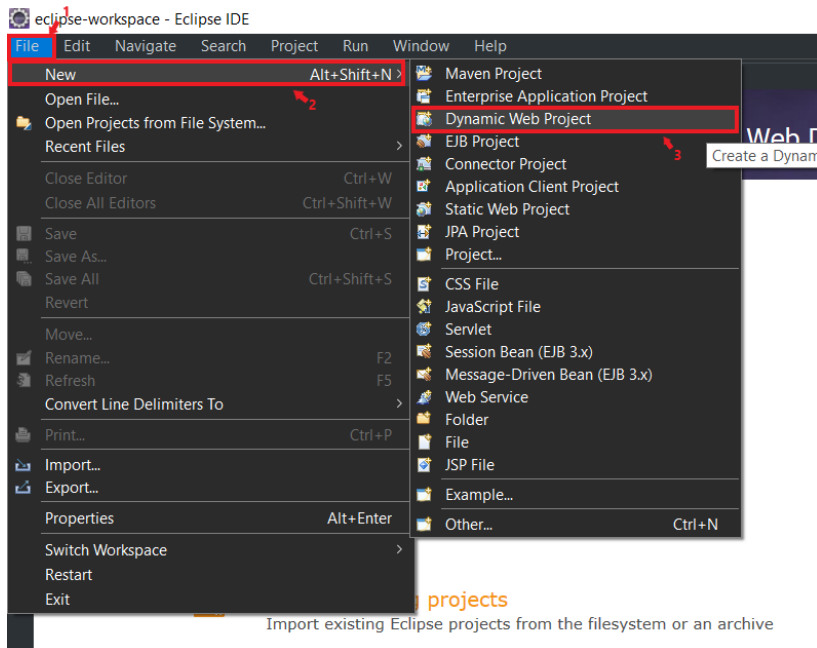 eclipse-workspace - Eclipse IDE
1
File Edit Navigate Search Project Run Window Help
New Alt+Shift+N
2
Open File...
Open Projects from File System...
Recent Files
Close Editor Ctrl+W
Close All Editors Ctrl+Shift+W
Save Ctrl+S
Save As...
Save All Ctrl+Shift+S
Revert
Move...
Rename... F2
Refresh F5
Convert Line Delimiters To
Print... Ctrl+P
Import...
Export...
Properties Alt+Enter
Switch Workspace
Restart
Exit
Maven Project
Enterprise Application Project
Dynamic Web Project
3
EJB Project
Connector Project
Application Client Project
Static Web Project
JPA Project
Project...
CSS File
JavaScript File
Servlet
Session Bean (EJB 3.x)
Message-Driven Bean (EJB 3.x)
Web Service
Folder
File
JSP File
Example...
Other... Ctrl+N
Web D
Create a Dynam
projects
Import existing Eclipse projects from the filesystem or an archive